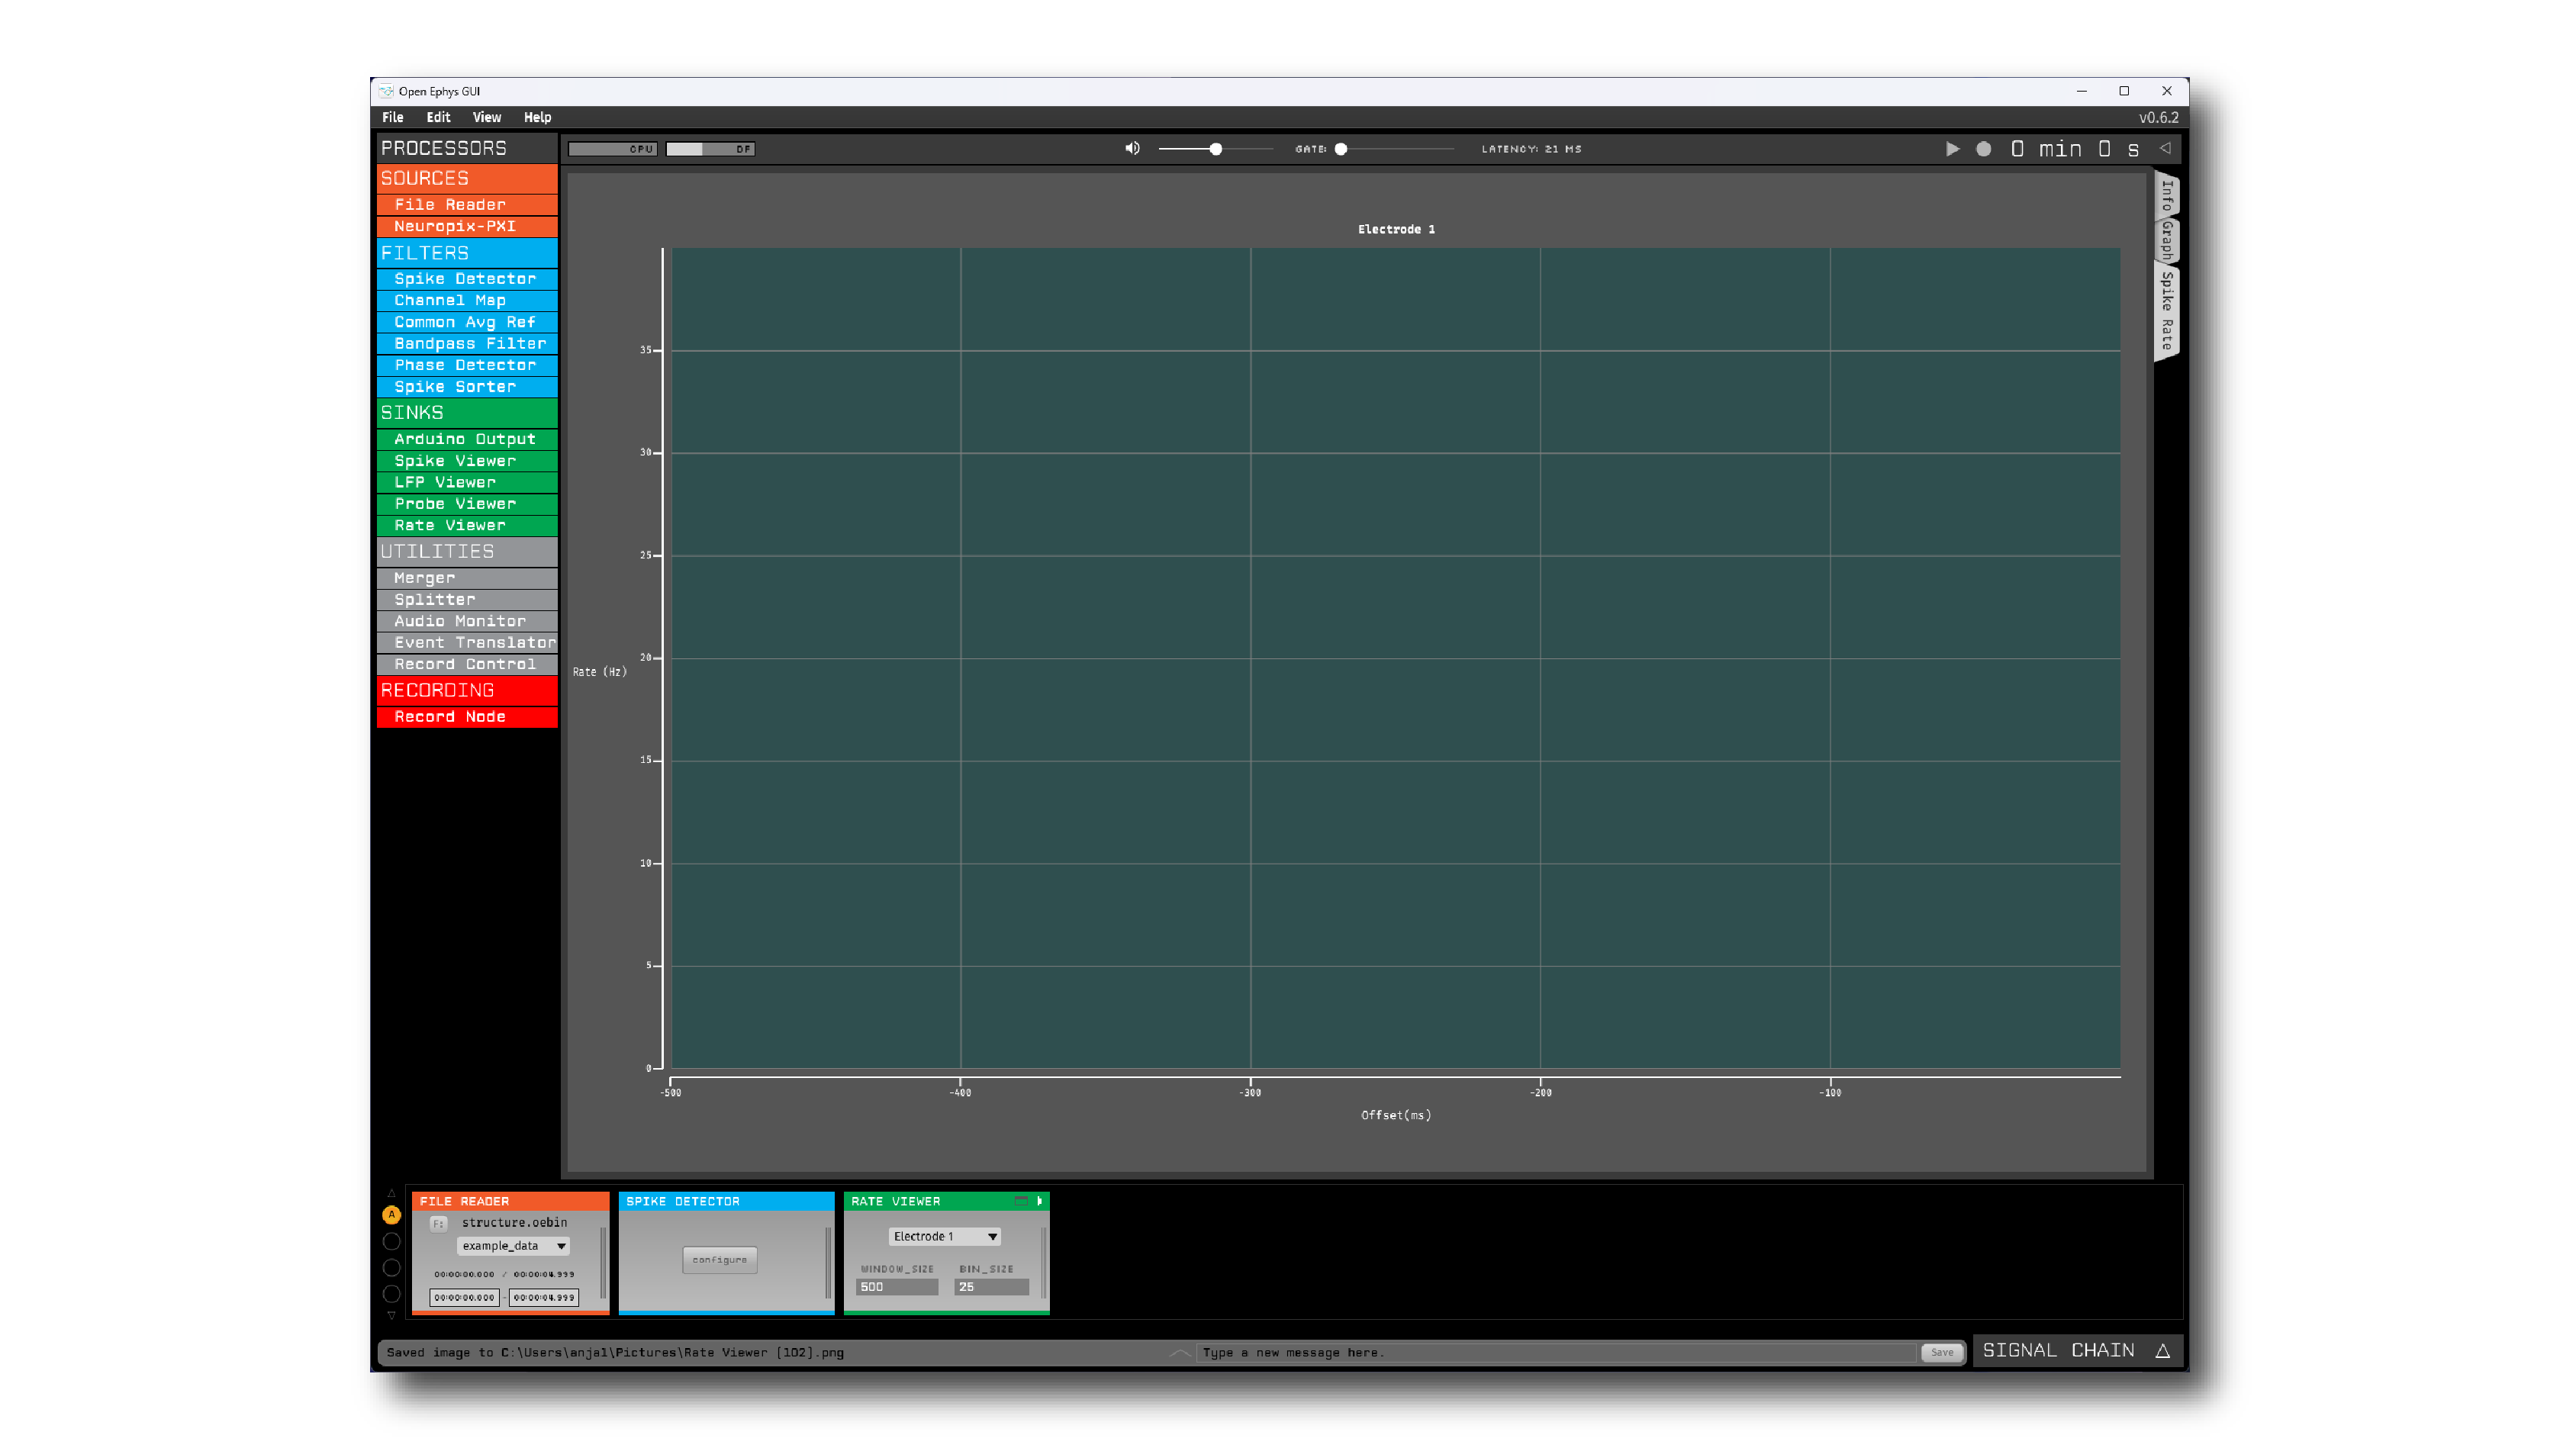 Open Ephys GUI
File Edit View Help v0.6.2
PROCESSORS
CPU DF GATE: LATENCY: 21 MS 0 min 0 s
SOURCES
File Reader
Neuropix-PXI
FILTERS
Spike Detector
Channel Map
Common Avg Ref
Bandpass Filter
Phase Detector
Spike Sorter
SINKS
Arduino Output
Spike Viewer
LFP Viewer
Probe Viewer
Rate Viewer
UTILITIES
Merger
Splitter
Audio Monitor
Event Translator
Record Control
RECORDING
Record Node
Info
Graph
Spike Rate
Electrode 1
35
30
25
20
Rate (Hz)
15
10
5
0
-500 -400 -300 -200 -100
Offset(ms)
A
FILE READER
F:
structure.oebin
example_data
00:00:00.000 / 00:00:04.999
00:00:00.000 - 00:00:04.999
SPIKE DETECTOR
configure
RATE VIEWER
Electrode 1
WINDOW_SIZE BIN_SIZE
500 25
Saved image to C:\Users\anjal\Pictures\Rate Viewer [102].png
Type a new message here.
Save
SIGNAL CHAIN